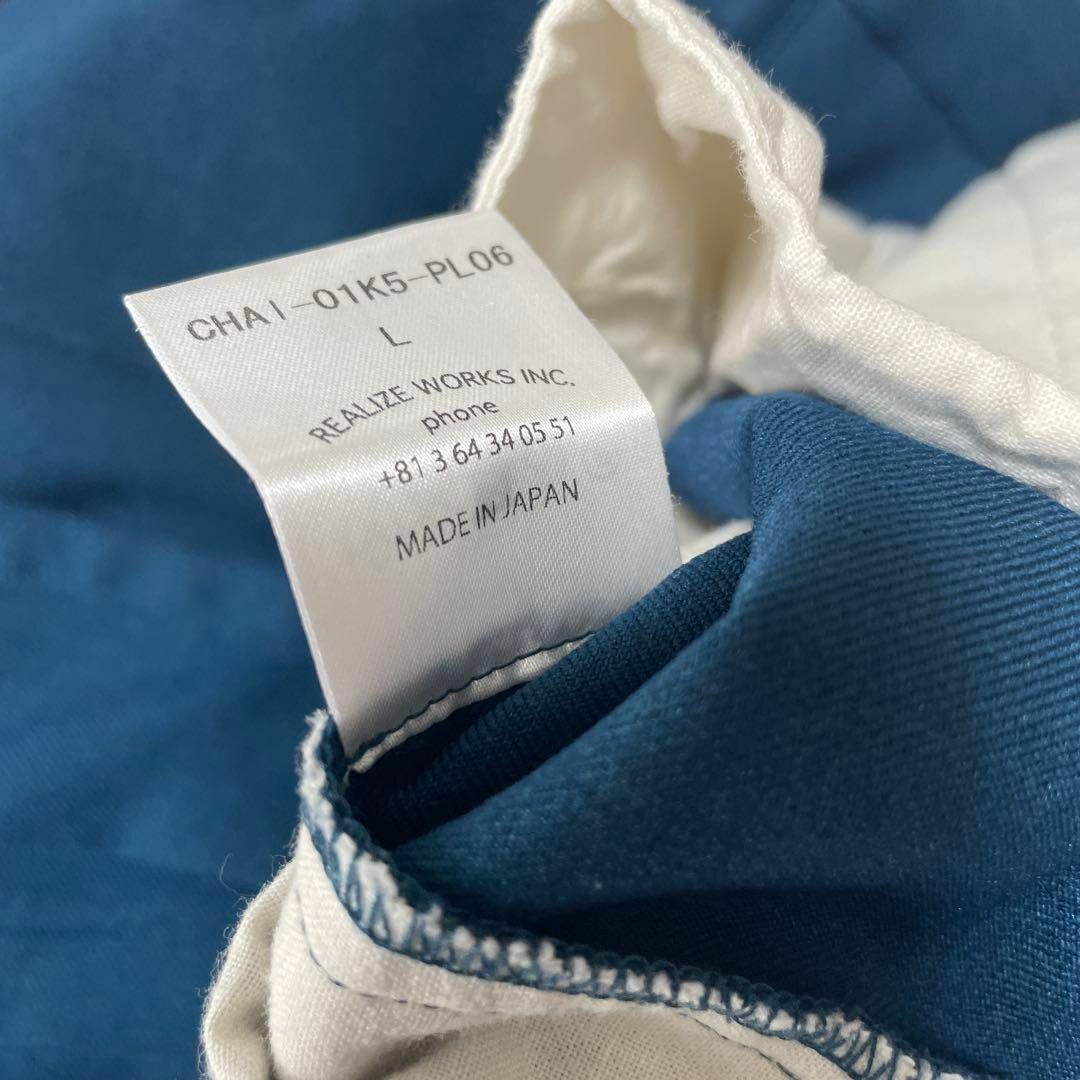 CHAI-01K5-PL06
L
REALIZE WORKS INC.
phone
+81 3 64 34 05 51
MADE IN JAPAN